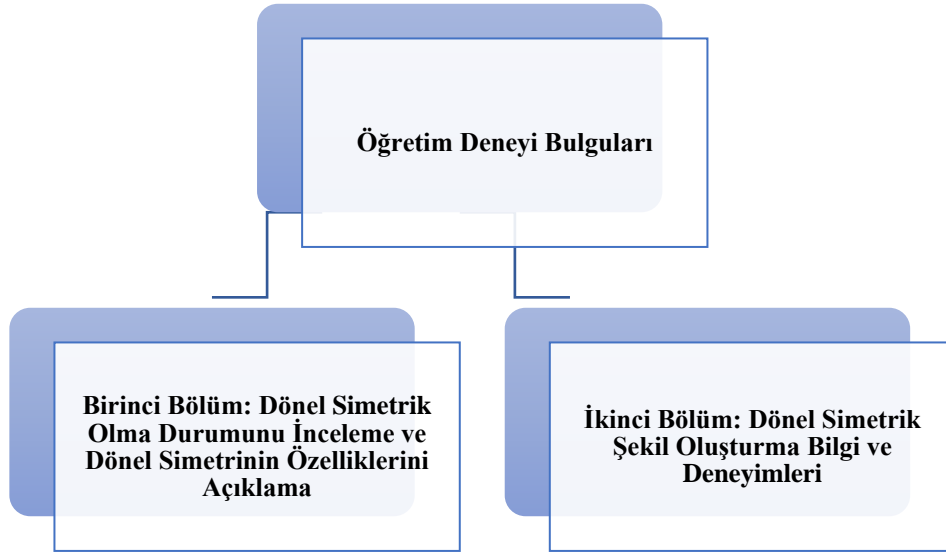 Öğretim Deneyi Bulguları
Birinci Bölüm: Dönel Simetrik
Olma Durumunu İnceleme ve
Dönel Simetrinin Özelliklerini
Açıklama
İkinci Bölüm: Dönel Simetrik
Şekil Oluşturma Bilgi ve
Deneyimleri